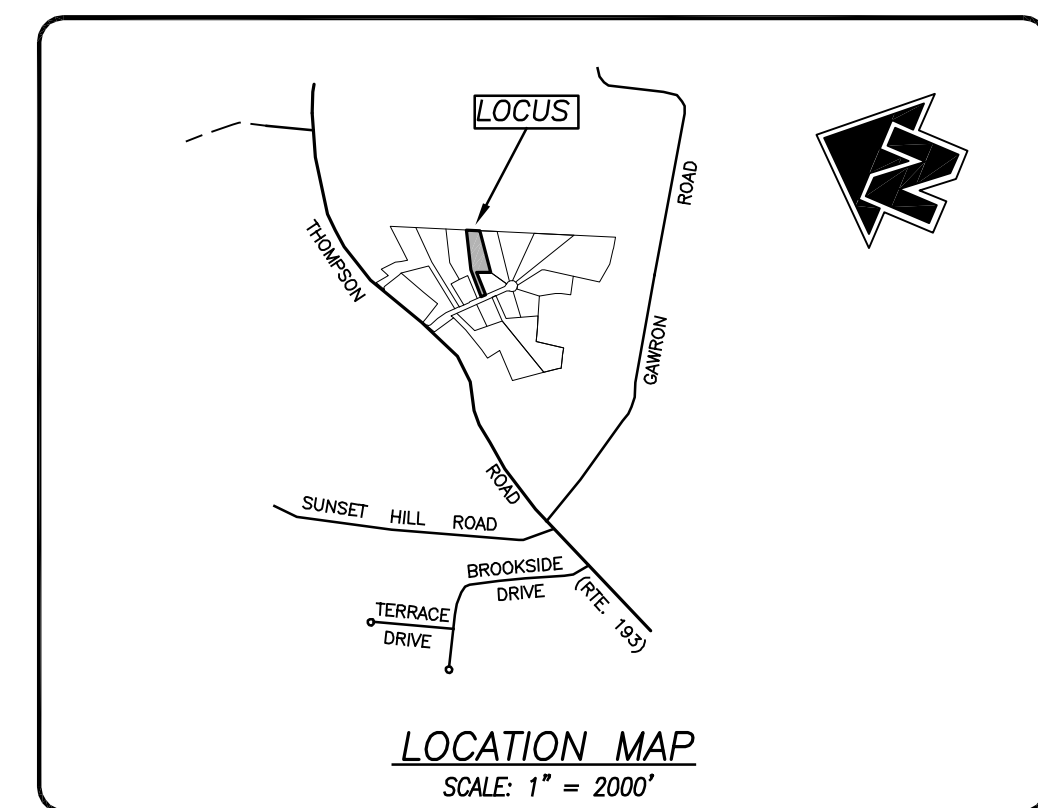 LOCUS
ROAD
THOMPSON
GAWRON
ROAD
SUNSET HILL ROAD
BROOKSIDE
DRIVE
(RTE. 193)
TERRACE
DRIVE
N
LOCATION MAP
SCALE: 1" = 2000'